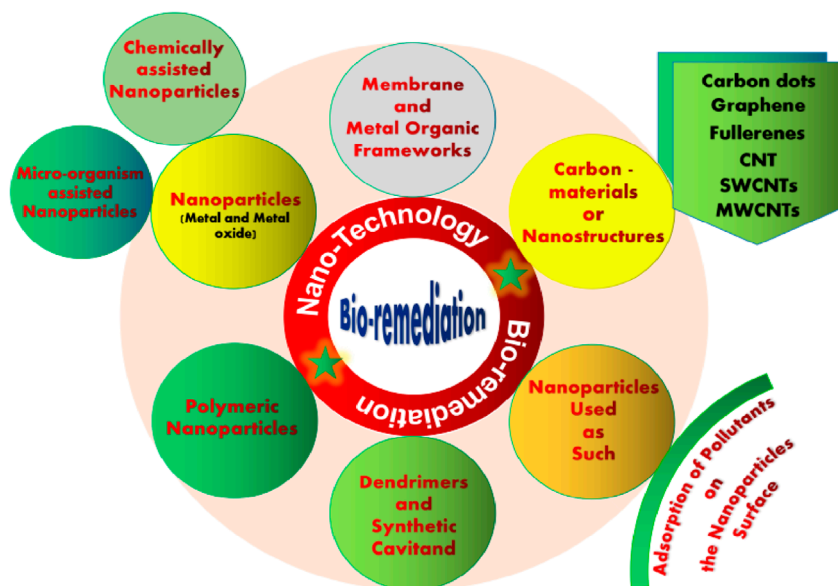 Chemically
assisted
Nanoparticles
Micro-organism
assisted
Nanoparticles
Nanoparticles
(Metal and Metal
oxide)
Membrane
and
Metal Organic
Frameworks
Carbon -
materials
or
Nanostructures
Carbon dots
Graphene
Fullerenes
CNT
SWCNTs
MWCNTs
Nano-Technology
Bio-remediation
Bio-remediation
Bio-remediation
Polymeric
Nanoparticles
Dendrimers
and
Synthetic
Cavitand
Nanoparticles
Used
as
Such
Adsorption of Pollutants
on
the Nanoparticles
Surface